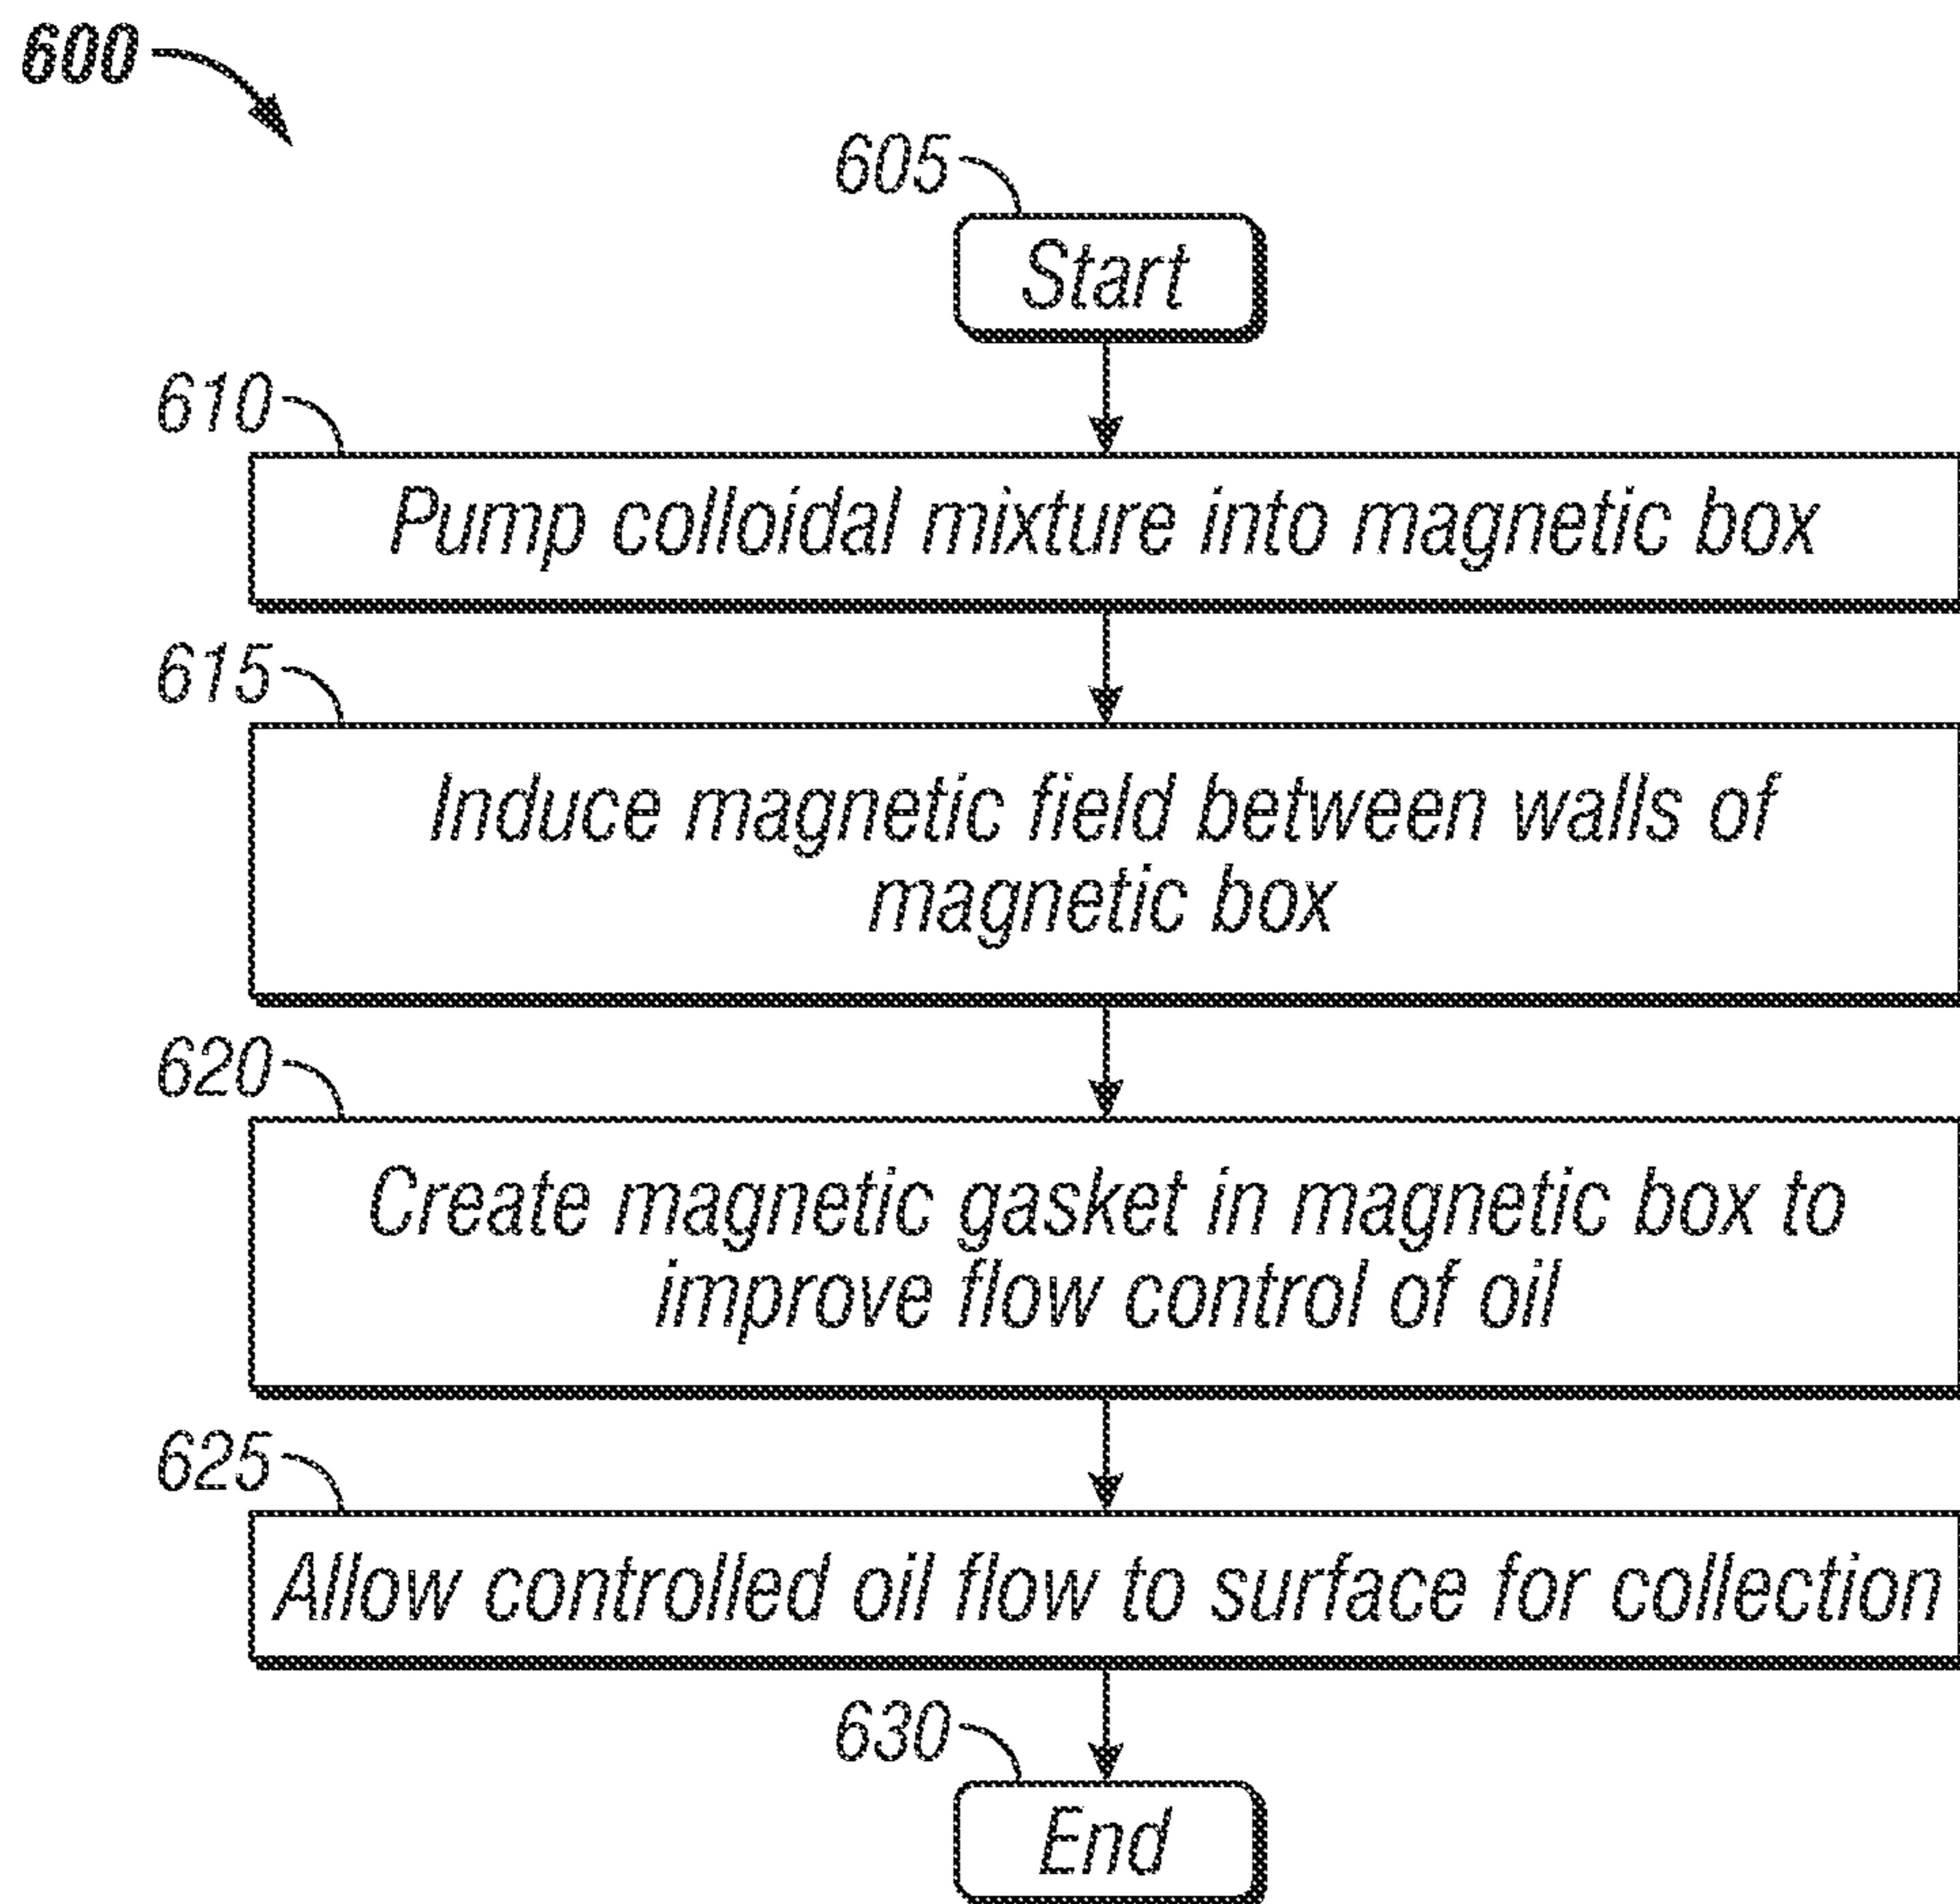 600
605
Start
610
Pump colloidal mixture into magnetic box
615
Induce magnetic field between walls of
magnetic box
620
Create magnetic gasket in magnetic box to
improve flow control of oil
625
Allow controlled oil flow to surface for collection
630
End